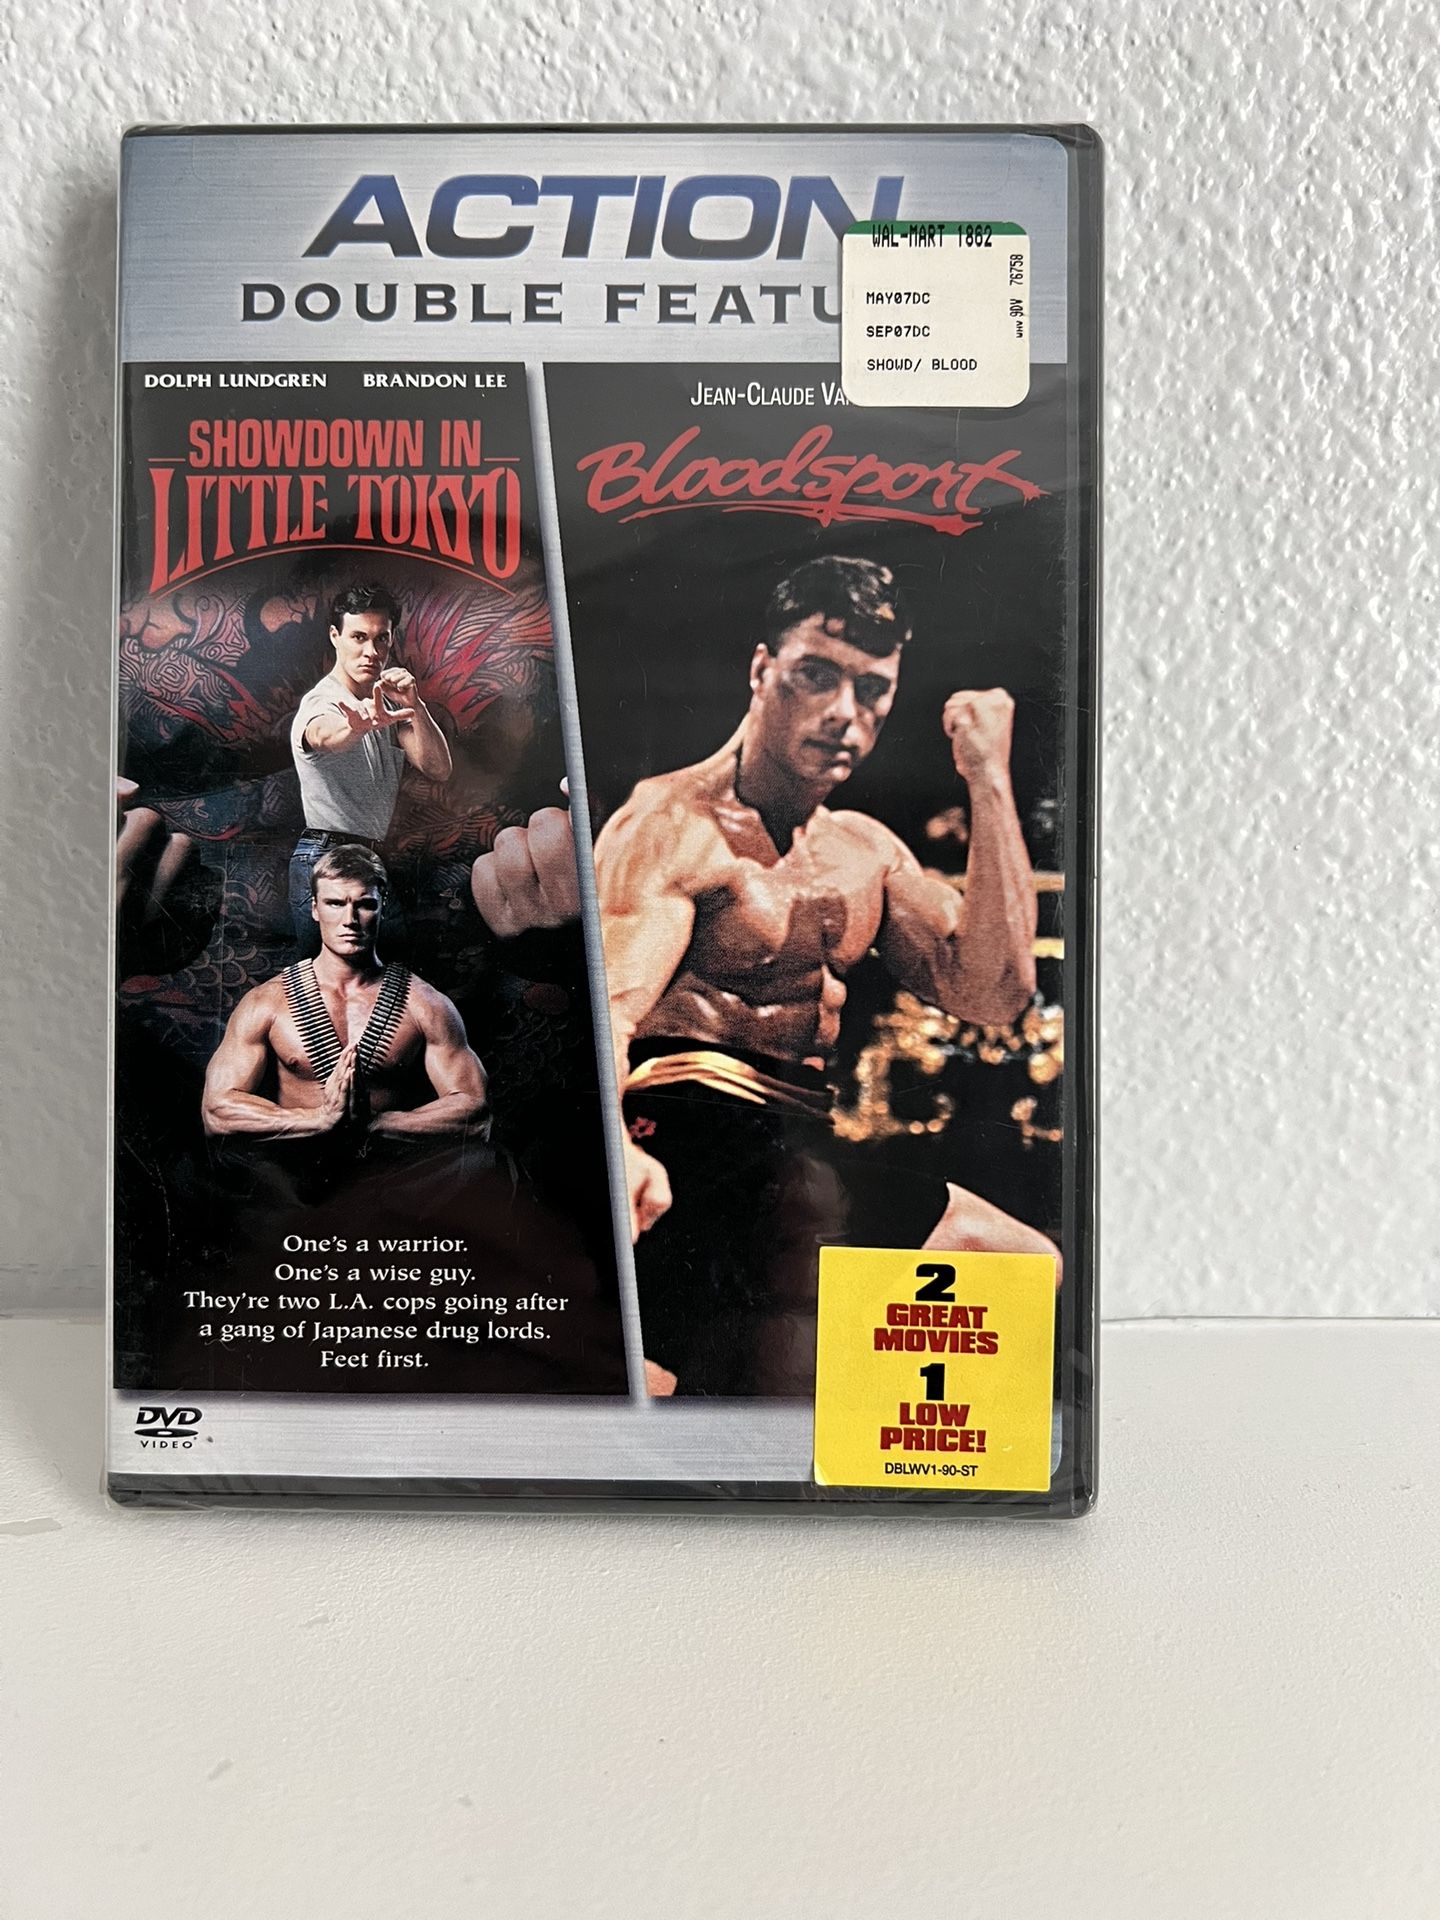 ACTION
DOUBLE FEATU
WAL-MART 1862
MAY07DC
SEP07DC
SHOWD/ BLOOD
90V 76758
DOLPH LUNDGREN BRANDON LEE
SHOWDOWN IN
LITTLE TOKYO
JEAN-CLAUDE VA
Bloodsport
One's a warrior.
One's a wise guy.
They're two L.A. cops going after
a gang of Japanese drug lords.
Feet first.
2
GREAT
MOVIES
1
LOW
PRICE!
DBLWV1-90-ST
DVD
VIDEO